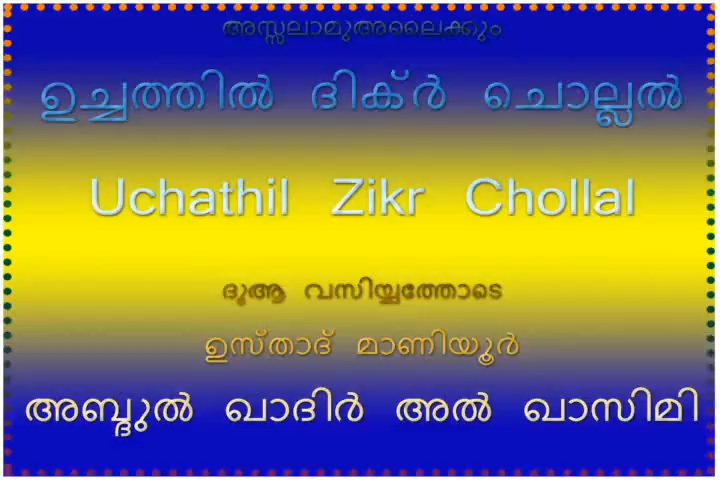 അസ്സലാമുഅലൈക്കും
ഉച്ചത്തിൽ ദിക്ർ ചൊല്ലൽ
Uchathil Zikr Chollal
ദൂആ വസിയ്യത്തോടെ
ഉസ്താദ് മാണിയൂർ
അബ്ദുൽ ഖാദിർ അൽ ഖാസിമി